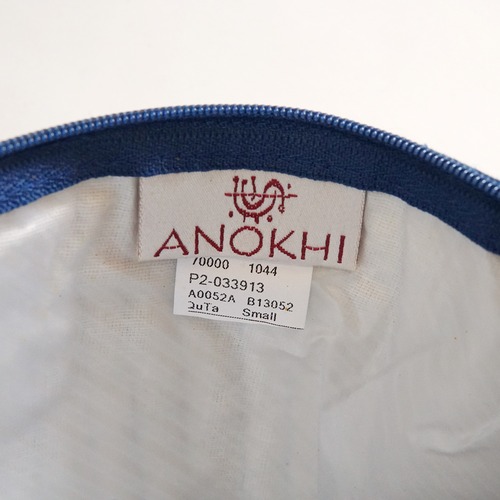 ANOKHI
70000 1044
P2-033913
A0052A B13052
QuTa Small